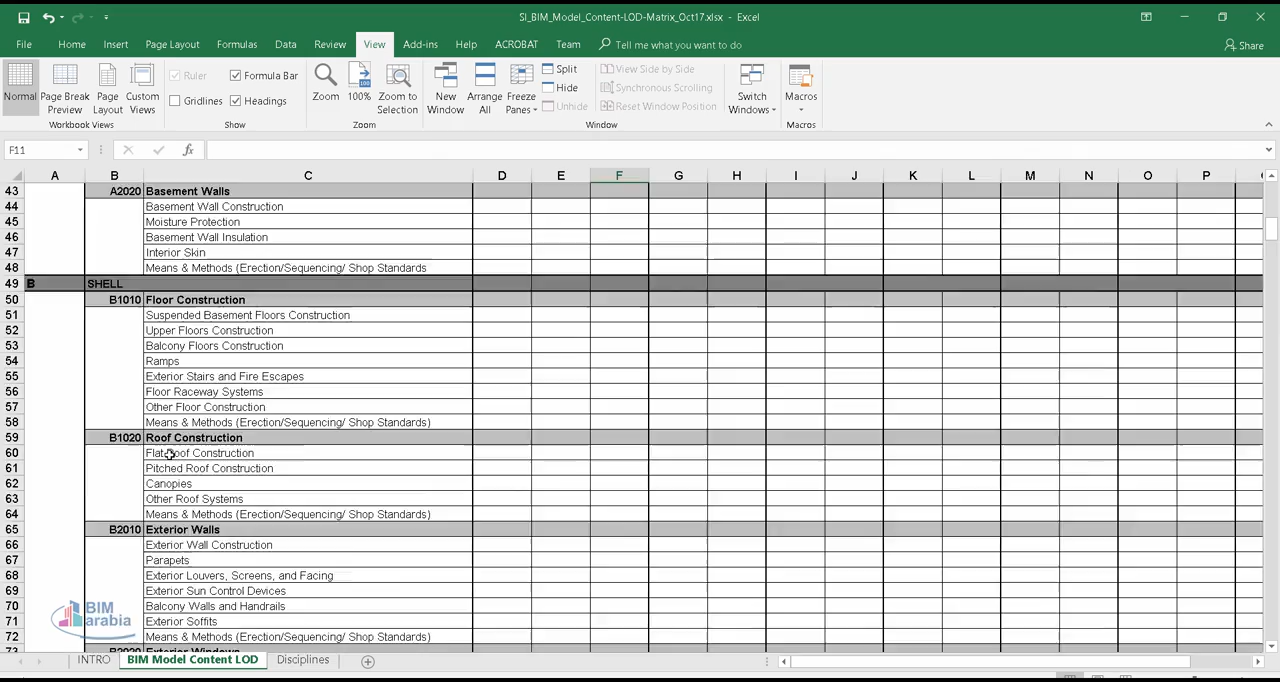 SI_BIM_Model_Content-LOD-Matrix_Oct17.xlsx - Excel
File Home Insert Page Layout Formulas Data Review View Add-ins Help ACROBAT Team Tell me what you want to do Share
Normal Page Break Preview Page Layout Custom Views
Ruler Formula Bar
Gridlines Headings
Zoom 100% Zoom to Selection
New Window Arrange All Freeze Panes
Split
Hide
Unhide
View Side by Side
Synchronous Scrolling
Reset Window Position
Switch Windows Macros
Workbook Views Show Zoom Window Macros
F11 fx
A B C D E F G H I J K L M N O P
43 A2020 Basement Walls
44 Basement Wall Construction
45 Moisture Protection
46 Basement Wall Insulation
47 Interior Skin
48 Means & Methods (Erection/Sequencing/ Shop Standards
49 B SHELL
50 B1010 Floor Construction
51 Suspended Basement Floors Construction
52 Upper Floors Construction
53 Balcony Floors Construction
54 Ramps
55 Exterior Stairs and Fire Escapes
56 Floor Raceway Systems
57 Other Floor Construction
58 Means & Methods (Erection/Sequencing/ Shop Standards)
59 B1020 Roof Construction
60 Flat Roof Construction
61 Pitched Roof Construction
62 Canopies
63 Other Roof Systems
64 Means & Methods (Erection/Sequencing/ Shop Standards)
65 B2010 Exterior Walls
66 Exterior Wall Construction
67 Parapets
68 Exterior Louvers, Screens, and Facing
69 Exterior Sun Control Devices
70 Balcony Walls and Handrails
71 Exterior Soffits
72 Means & Methods (Erection/Sequencing/ Shop Standards)
73 B2020 Exterior Windows
BIM
arabia
INTRO BIM Model Content LOD Disciplines